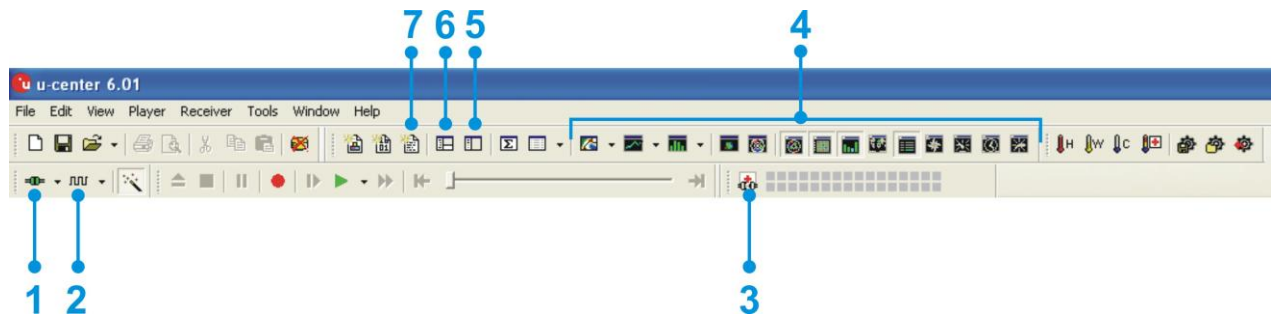 7 6 5 4
u-center 6.01
File Edit View Player Receiver Tools Window Help
H W C
1 2 3